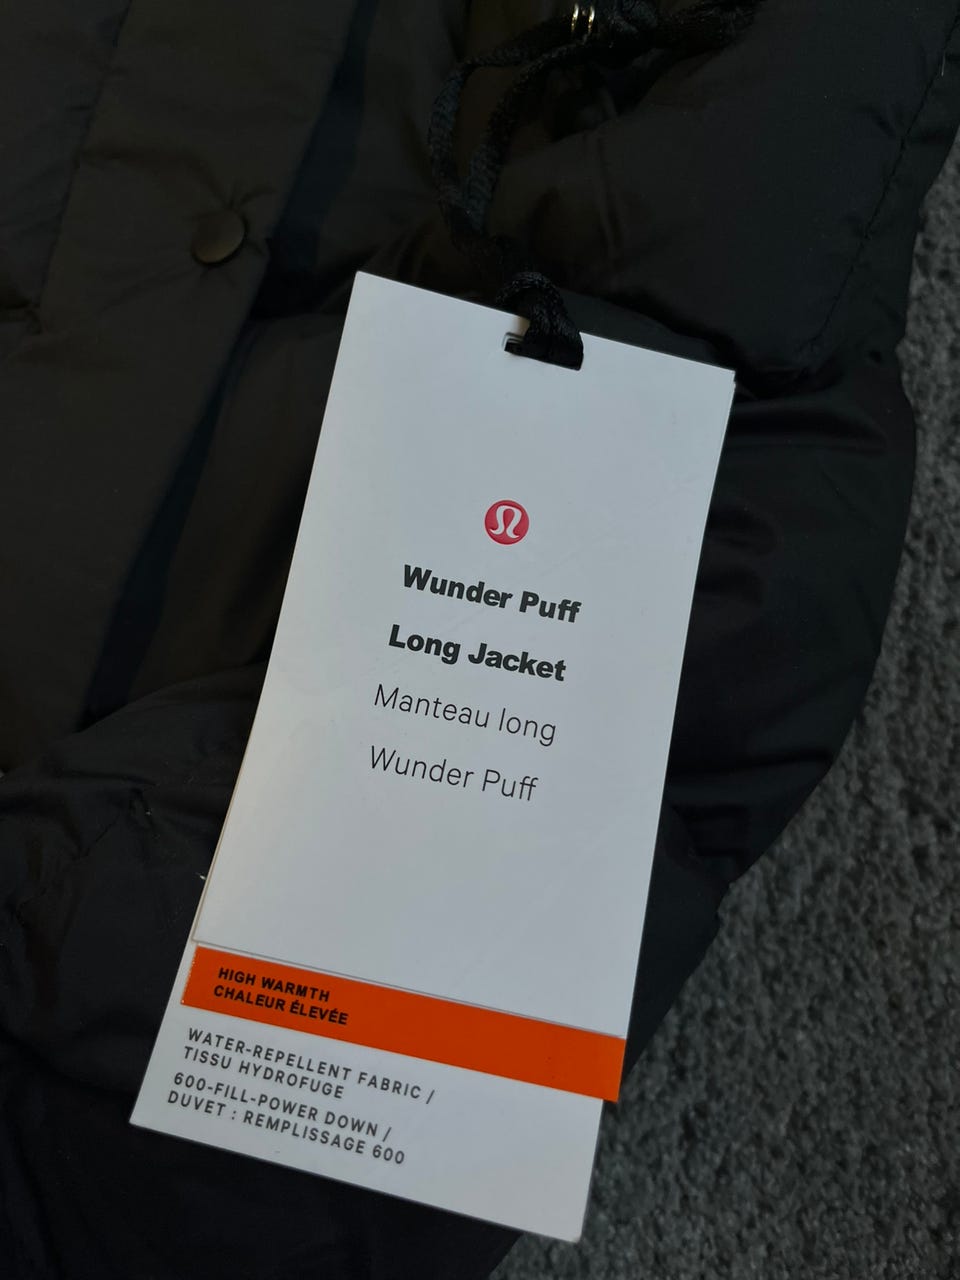 Wunder Puff
Long Jacket
Manteau long
Wunder Puff
HIGH WARMTH
CHALEUR ÉLEVÉE
WATER-REPELLENT FABRIC /
TISSU HYDROFUGE
600-FILL-POWER DOWN /
DUVET : REMPLISSAGE 600